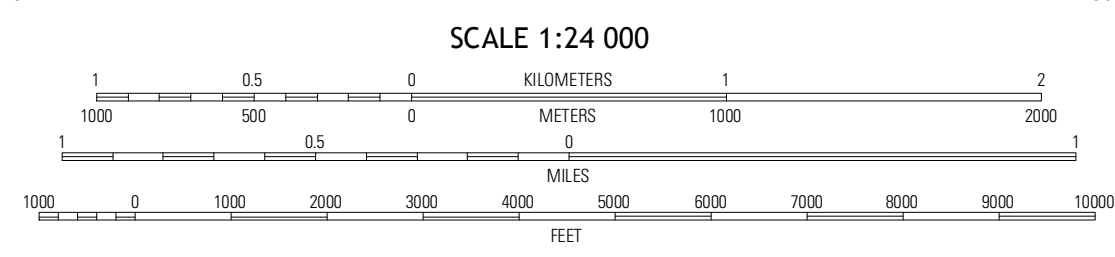 SCALE 1:24 000
1 0.5 0 KILOMETERS 1 2
1000 500 0 METERS 1000 2000
1 0.5 0 1
MILES
1000 0 1000 2000 3000 4000 5000 6000 7000 8000 9000 10000
FEET